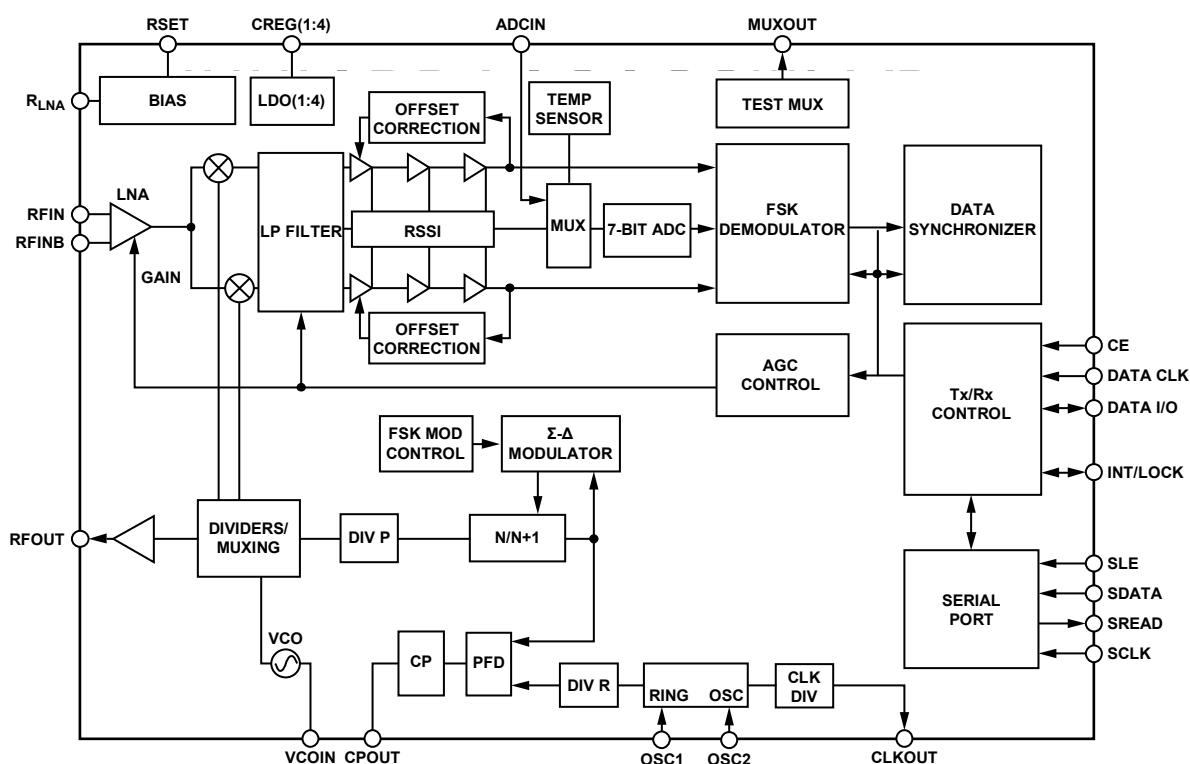 RSET
CREG(1:4)
ADCIN
MUXOUT
RLNA
BIAS
LDO(1:4)
OFFSET
CORRECTION
TEMP
SENSOR
TEST MUX
LNA
RFIN
RFINB
GAIN
LP FILTER
RSSI
MUX
7-BIT ADC
FSK
DEMODULATOR
DATA
SYNCHRONIZER
OFFSET
CORRECTION
AGC
CONTROL
Tx/Rx
CONTROL
CE
DATA CLK
DATA I/O
INT/LOCK
FSK MOD
CONTROL
Σ-Δ
MODULATOR
RFOUT
DIVIDERS/
MUXING
DIV P
N/N+1
SERIAL
PORT
SLE
SDATA
SREAD
SCLK
VCO
CP
PFD
DIV R
RING
OSC
CLK
DIV
VCOIN
CPOUT
OSC1
OSC2
CLKOUT